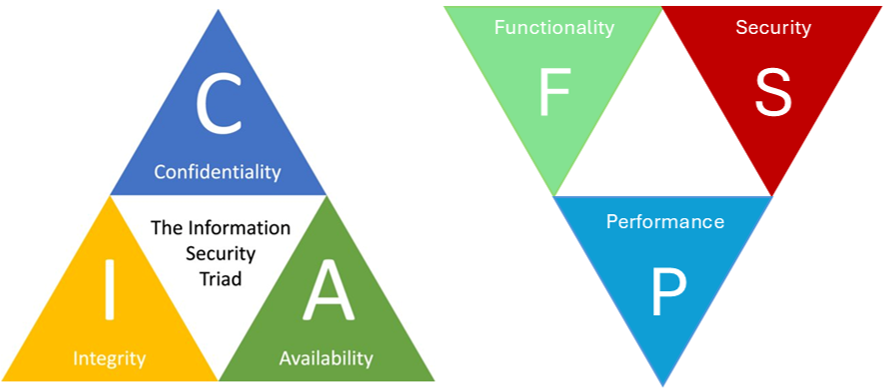 C
Confidentiality
The Information
Security
Triad
I
Integrity
A
Availability
Functionality
F
Security
S
Performance
P